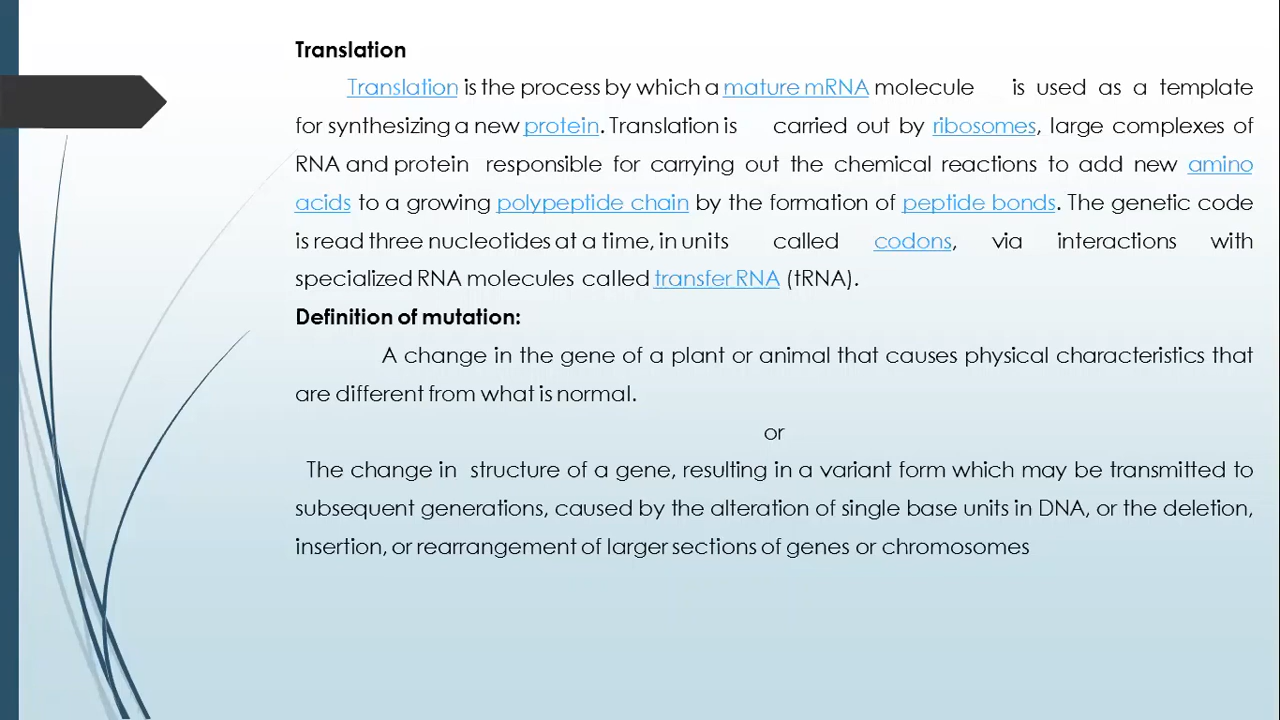 Translation
Translation is the process by which a mature mRNA molecule is used as a template
for synthesizing a new protein. Translation is carried out by ribosomes, large complexes of
RNA and protein responsible for carrying out the chemical reactions to add new amino
acids to a growing polypeptide chain by the formation of peptide bonds. The genetic code
is read three nucleotides at a time, in units called codons, via interactions with
specialized RNA molecules called transfer RNA (tRNA).
Definition of mutation:
A change in the gene of a plant or animal that causes physical characteristics that
are different from what is normal.
or
The change in structure of a gene, resulting in a variant form which may be transmitted to
subsequent generations, caused by the alteration of single base units in DNA, or the deletion,
insertion, or rearrangement of larger sections of genes or chromosomes